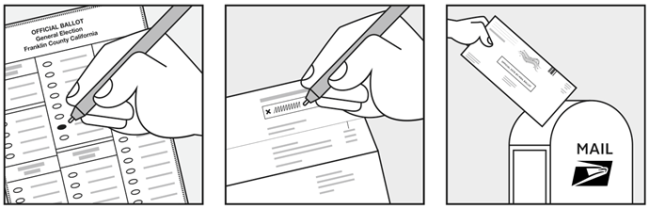 OFFICIAL BALLOT
General Election
Franklin County California
x
MAIL